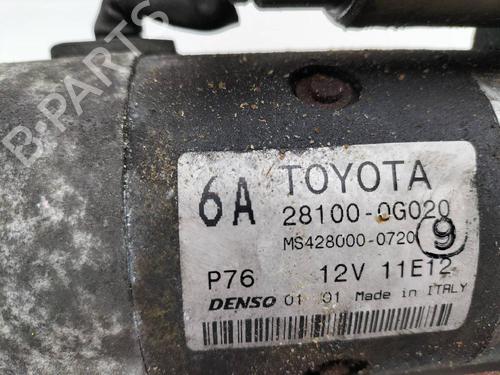 B-PARTS
6A TOYOTA
28100-0G020
MS428000-0720 9
P76 12V 11E12
DENSO 01 01 Made in ITALY